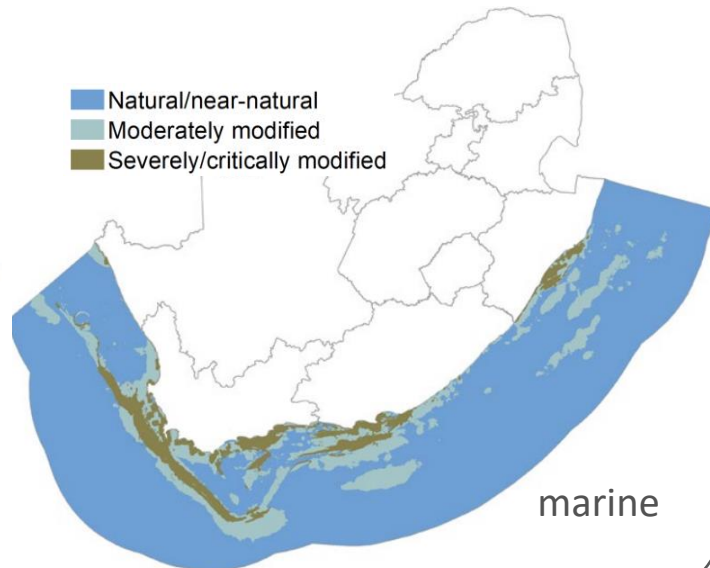 Natural/near-natural
Moderately modified
Severely/critically modified
marine